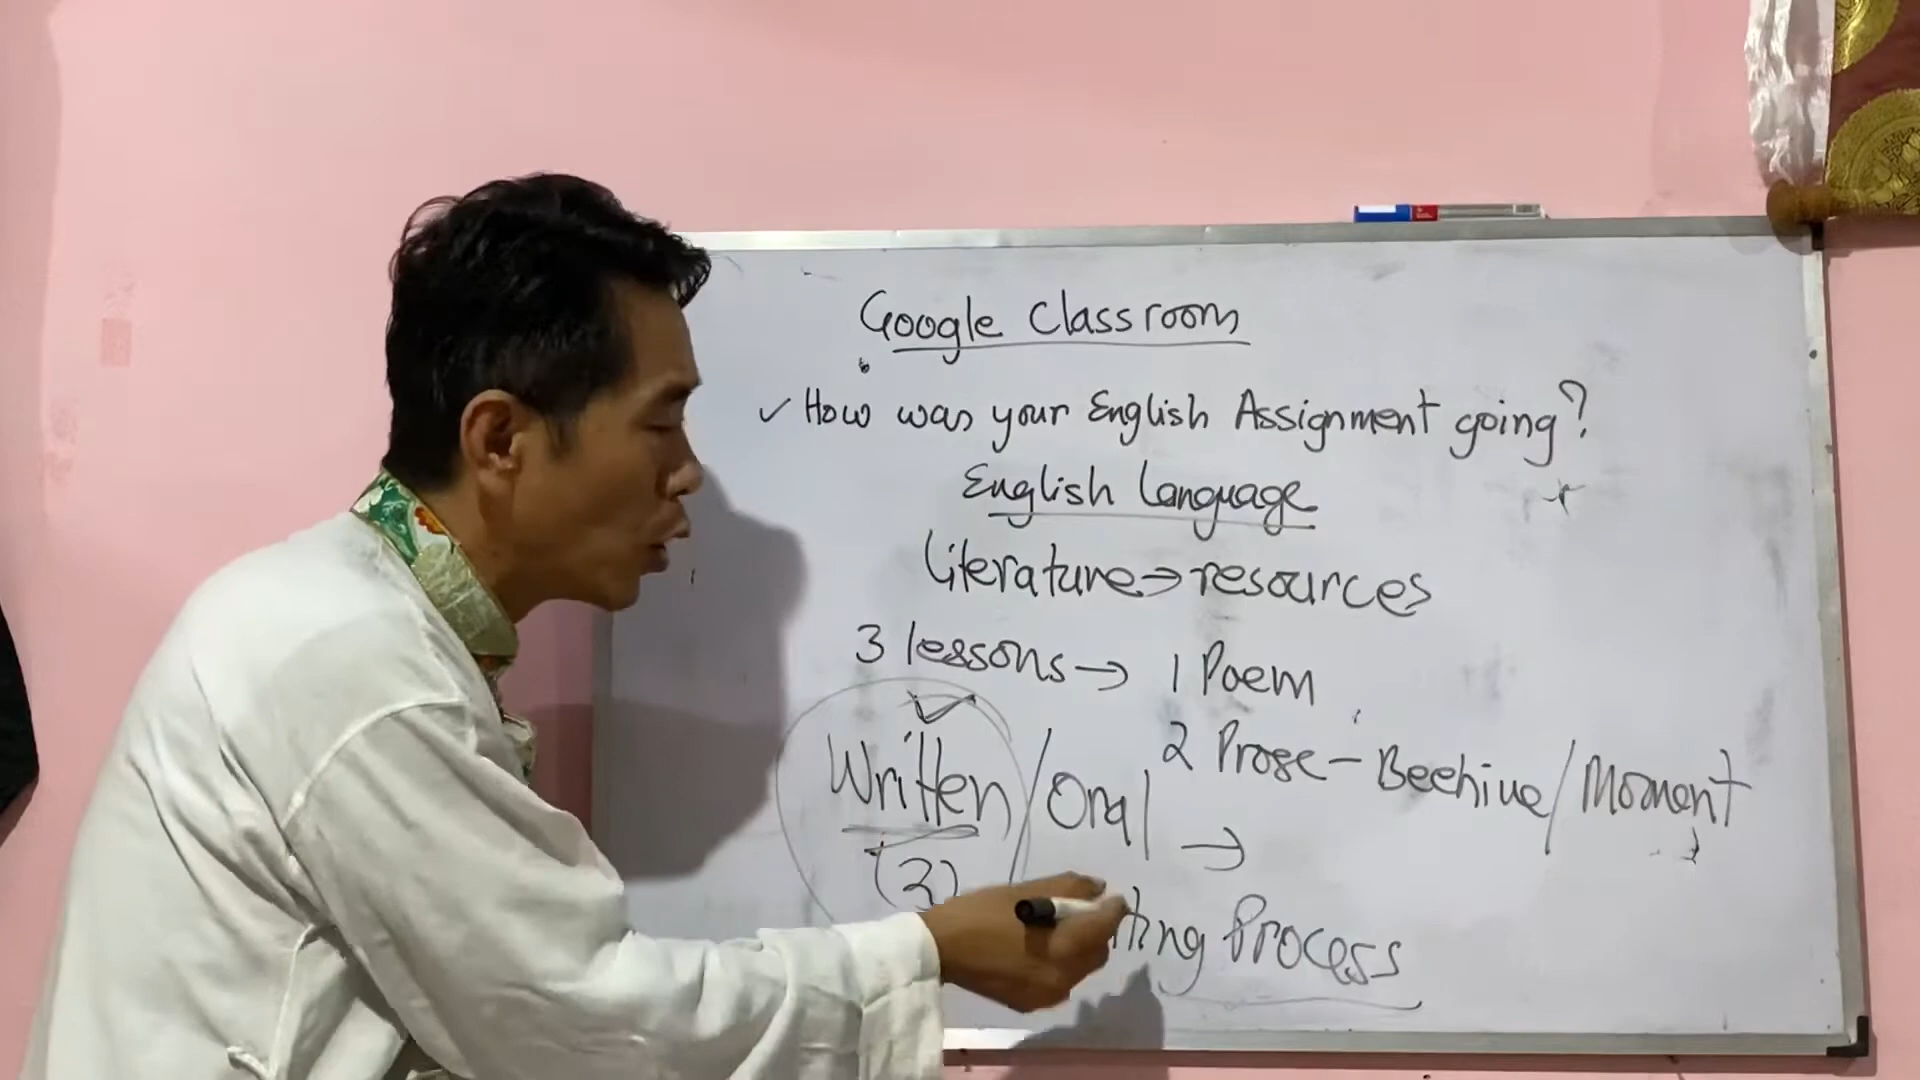 Google Classroom
✓ How was your English Assignment going?
English Language
Literature → resources
3 lessons → 1 Poem
2 Prose - Beehive / Moment
Written / Oral →
(3)
Process